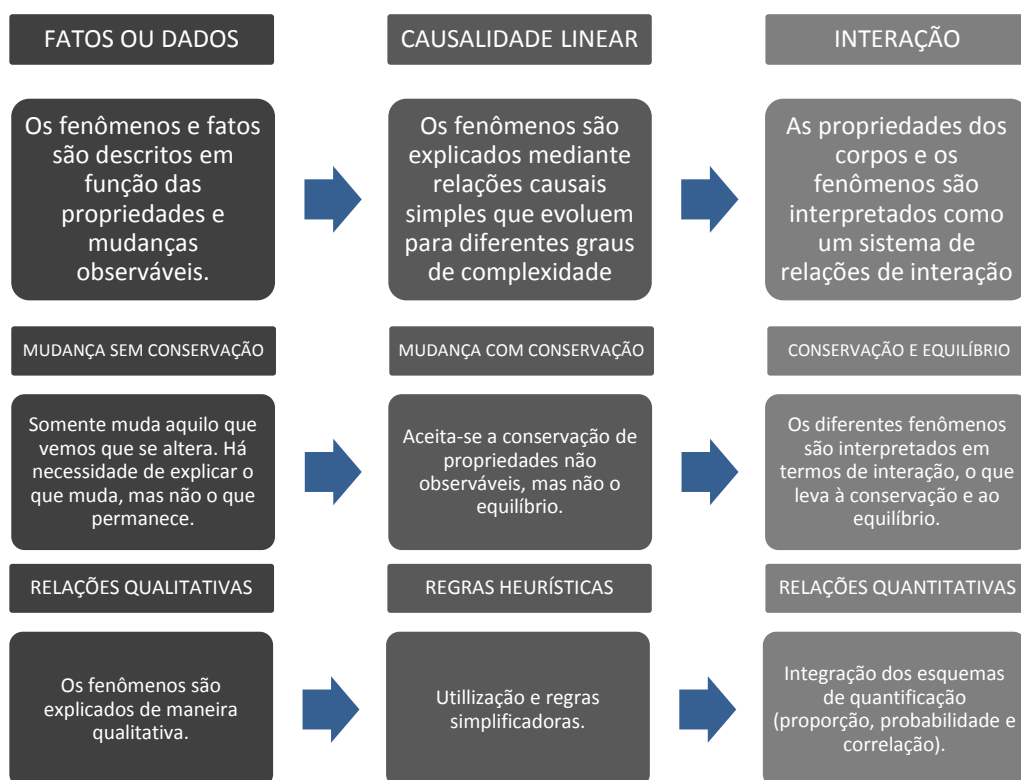 FATOS OU DADOS
CAUSALIDADE LINEAR
INTERAÇÃO
Os fenômenos e fatos
são descritos em
função das
propriedades e
mudanças
observáveis.
Os fenômenos são
explicados mediante
relações causais
simples que evoluem
para diferentes graus
de complexidade
As propriedades dos
corpos e os
fenômenos são
interpretados como
um sistema de
relações de interação
MUDANÇA SEM CONSERVAÇÃO
MUDANÇA COM CONSERVAÇÃO
CONSERVAÇÃO E EQUILÍBRIO
Somente muda aquilo que
vemos que se altera. Há
necessidade de explicar o
que muda, mas não o que
permanece.
Aceita-se a conservação de
propriedades não
observáveis, mas não o
equilíbrio.
Os diferentes fenômenos
são interpretados em
termos de interação, o que
leva à conservação e ao
equilíbrio.
RELAÇÕES QUALITATIVAS
REGRAS HEURÍSTICAS
RELAÇÕES QUANTITATIVAS
Os fenômenos são
explicados de maneira
qualitativa.
Utillização e regras
simplificadoras.
Integração dos esquemas
de quantificação
(proporção, probabilidade e
correlação).